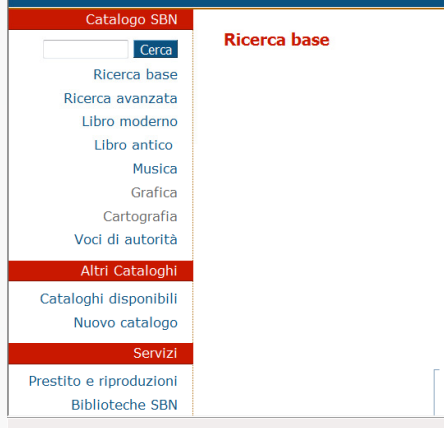 Catalogo SBN
Cerca
Ricerca base
Ricerca avanzata
Libro moderno
Libro antico
Musica
Grafica
Cartografia
Voci di autorità
Altri Cataloghi
Cataloghi disponibili
Nuovo catalogo
Servizi
Prestito e riproduzioni
Biblioteche SBN
Ricerca base